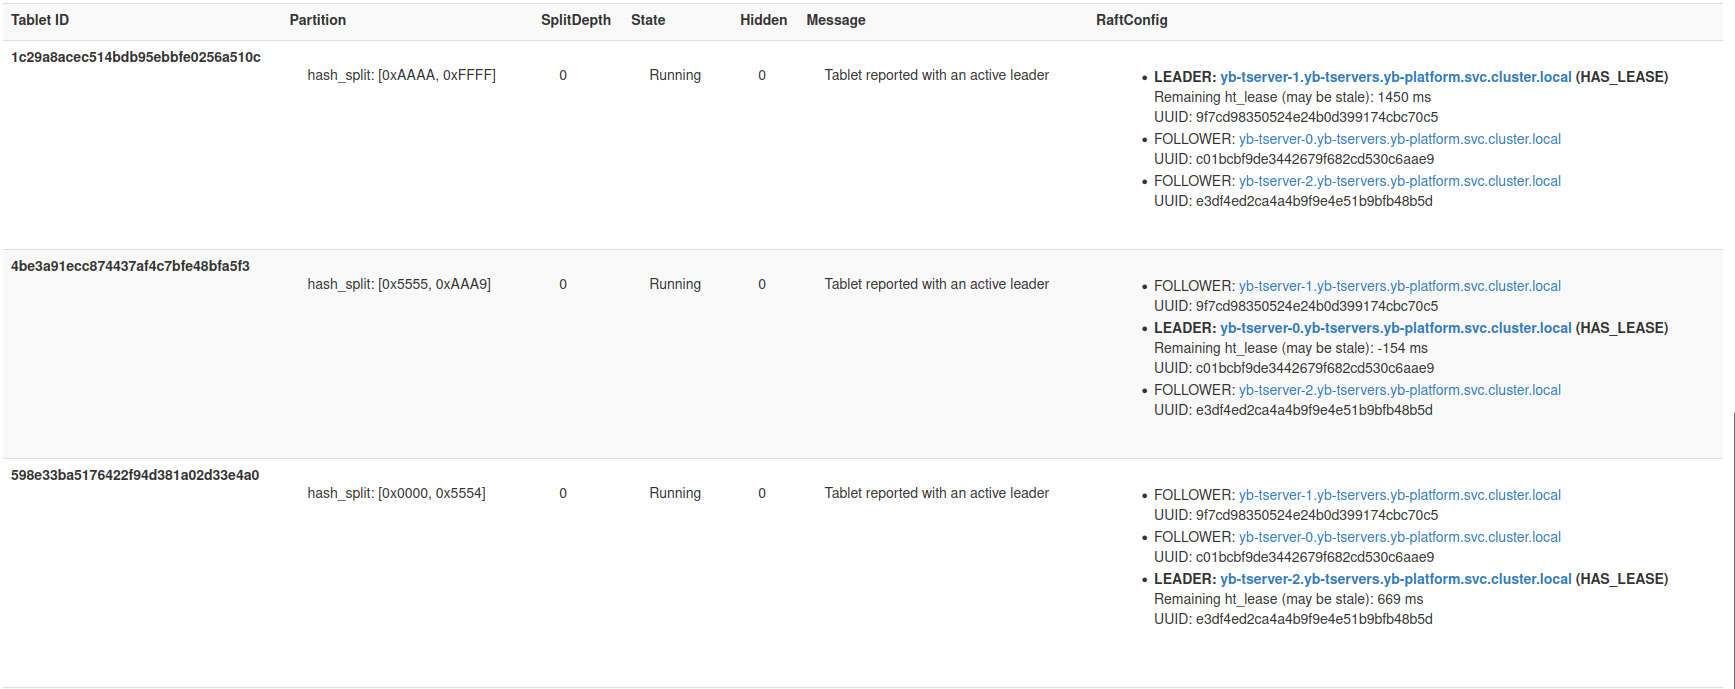 Tablet ID Partition SplitDepth State Hidden Message RaftConfig
1c29a8acec514bdb95ebbfe0256a510c
hash_split: [0xAAAA, 0xFFFF] 0 Running 0 Tablet reported with an active leader
• LEADER: yb-tserver-1.yb-tservers.yb-platform.svc.cluster.local (HAS_LEASE)
Remaining ht_lease (may be stale): 1450 ms
UUID: 9f7cd98350524e24b0d399174cbc70c5
• FOLLOWER: yb-tserver-0.yb-tservers.yb-platform.svc.cluster.local
UUID: c01bcbf9de3442679f682cd530c6aae9
• FOLLOWER: yb-tserver-2.yb-tservers.yb-platform.svc.cluster.local
UUID: e3df4ed2ca4a4b9f9e4e51b9bfb48b5d
4be3a91ecc874437af4c7bfe48bfa5f3
hash_split: [0x5555, 0xAAA9] 0 Running 0 Tablet reported with an active leader
• FOLLOWER: yb-tserver-1.yb-tservers.yb-platform.svc.cluster.local
UUID: 9f7cd98350524e24b0d399174cbc70c5
• LEADER: yb-tserver-0.yb-tservers.yb-platform.svc.cluster.local (HAS_LEASE)
Remaining ht_lease (may be stale): -154 ms
UUID: c01bcbf9de3442679f682cd530c6aae9
• FOLLOWER: yb-tserver-2.yb-tservers.yb-platform.svc.cluster.local
UUID: e3df4ed2ca4a4b9f9e4e51b9bfb48b5d
598e33ba5176422f94d381a02d33e4a0
hash_split: [0x0000, 0x5554] 0 Running 0 Tablet reported with an active leader
• FOLLOWER: yb-tserver-1.yb-tservers.yb-platform.svc.cluster.local
UUID: 9f7cd98350524e24b0d399174cbc70c5
• FOLLOWER: yb-tserver-0.yb-tservers.yb-platform.svc.cluster.local
UUID: c01bcbf9de3442679f682cd530c6aae9
• LEADER: yb-tserver-2.yb-tservers.yb-platform.svc.cluster.local (HAS_LEASE)
Remaining ht_lease (may be stale): 669 ms
UUID: e3df4ed2ca4a4b9f9e4e51b9bfb48b5d